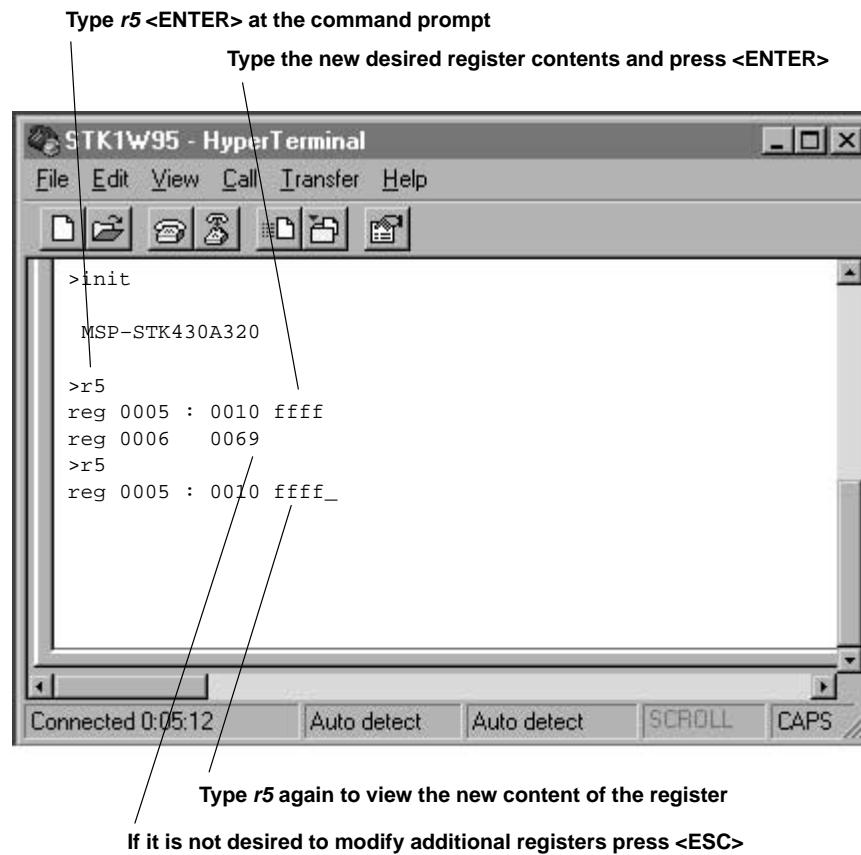 Type r5 <ENTER> at the command prompt
Type the new desired register contents and press <ENTER>
STK1W95 - HyperTerminal
File Edit View Call Transfer Help
>init
MSP-STK430A320
>r5
reg 0005 : 0010 ffff
reg 0006 0069
>r5
reg 0005 : 0010 ffff_
Connected 0:05:12 Auto detect Auto detect SCROLL CAPS
Type r5 again to view the new content of the register
If it is not desired to modify additional registers press <ESC>